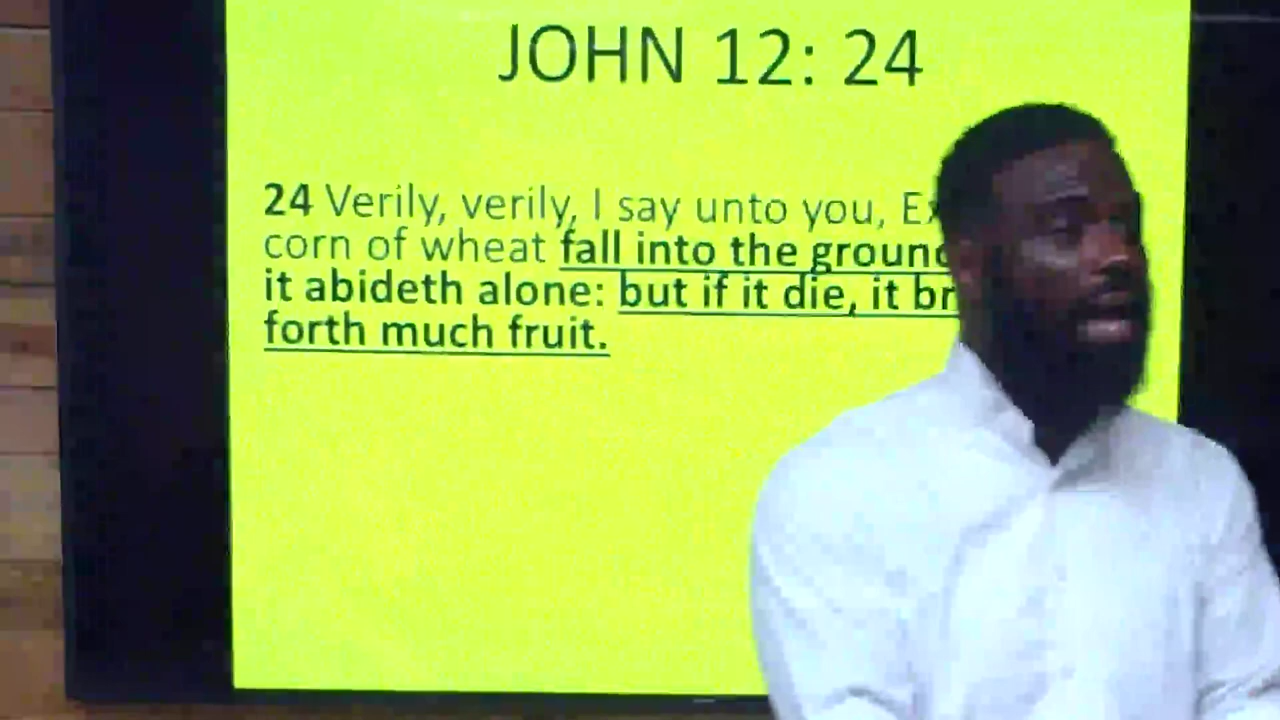 JOHN 12: 24
24 Verily, verily, I say unto you,
corn of wheat fall into the ground
it abideth alone: but if it die, it
forth much fruit.